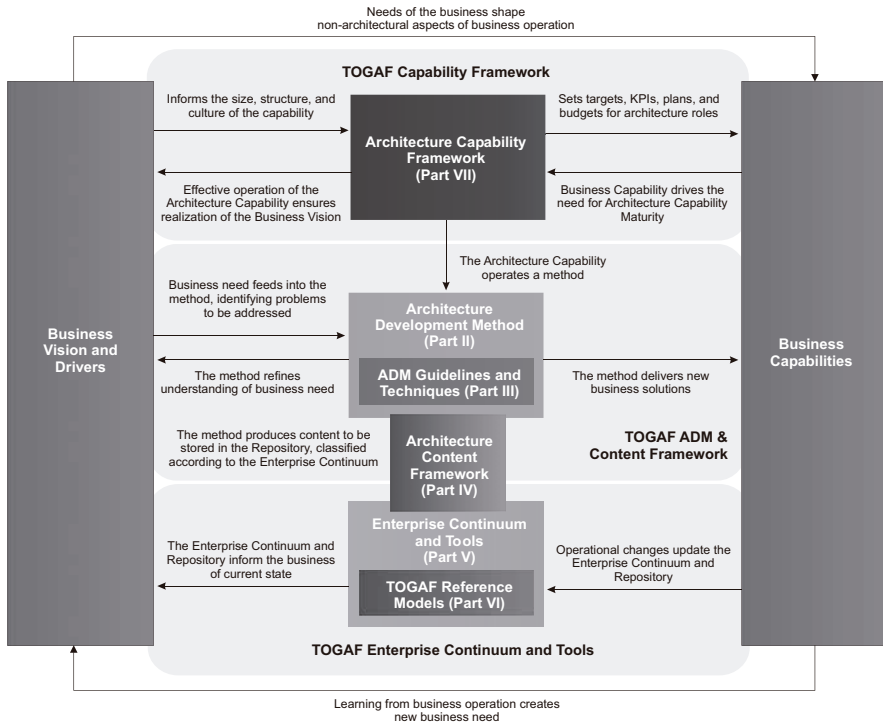 Needs of the business shape
non-architectural aspects of business operation
TOGAF Capability Framework
Informs the size, structure, and
culture of the capability
Architecture Capability
Framework
(Part VII)
Sets targets, KPIs, plans, and
budgets for architecture roles
Effective operation of the
Architecture Capability ensures
realization of the Business Vision
Business Capability drives the
need for Architecture Capability
Maturity
The Architecture Capability
operates a method
Business need feeds into the
method, identifying problems
to be addressed
Architecture
Development Method
(Part II)
Business
Vision and
Drivers
Business
Capabilities
ADM Guidelines and
Techniques (Part III)
The method refines
understanding of business need
The method delivers new
business solutions
The method produces content to be
stored in the Repository, classified
according to the Enterprise Continuum
Architecture
Content
Framework
(Part IV)
TOGAF ADM &
Content Framework
Enterprise Continuum
and Tools
(Part V)
The Enterprise Continuum and
Repository inform the business
of current state
Operational changes update the
Enterprise Continuum and
Repository
TOGAF Reference
Models (Part VI)
TOGAF Enterprise Continuum and Tools
Learning from business operation creates
new business need